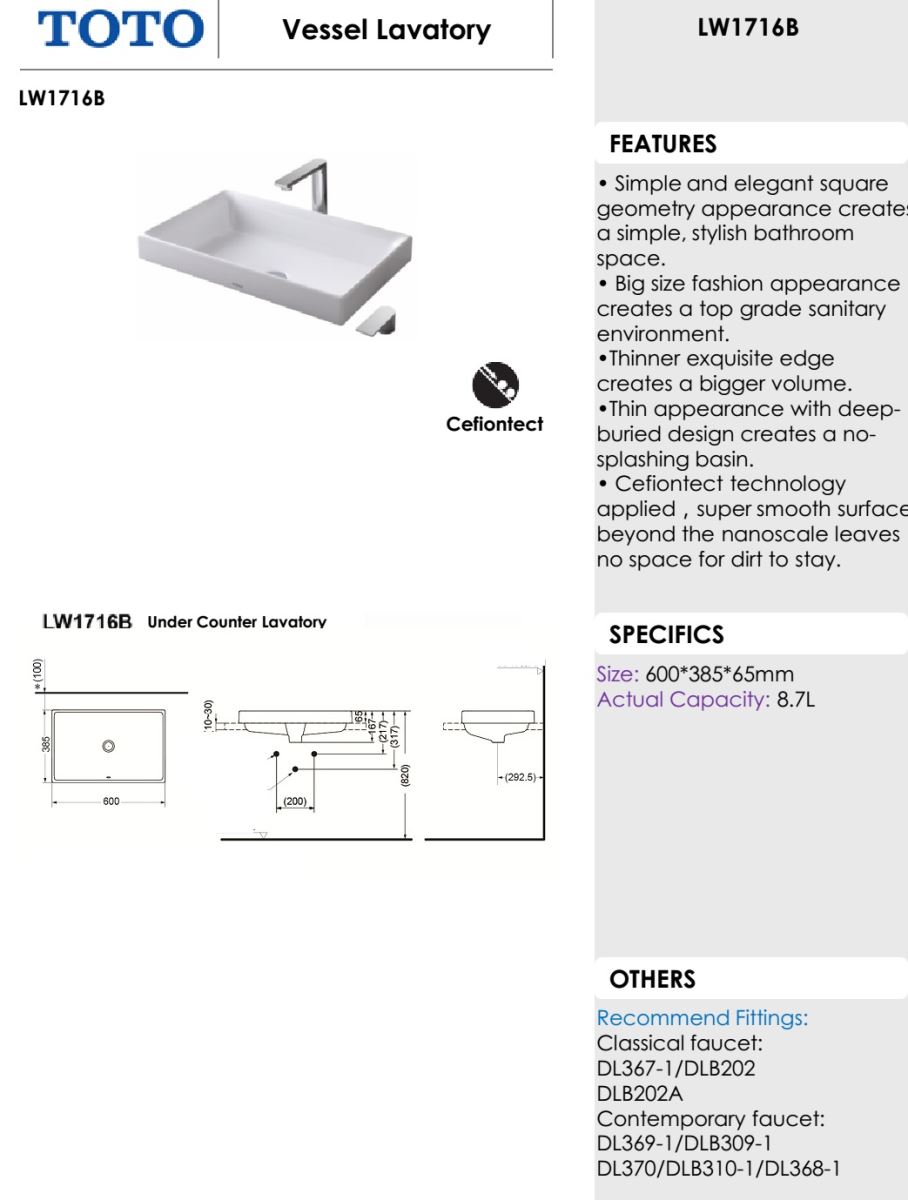 TOTO
Vessel Lavatory
LW1716B
LW1716B
Cefiontect
FEATURES
• Simple and elegant square
geometry appearance creates
a simple, stylish bathroom
space.
• Big size fashion appearance
creates a top grade sanitary
environment.
•Thinner exquisite edge
creates a bigger volume.
•Thin appearance with deep-
buried design creates a no-
splashing basin.
• Cefiontect technology
applied , super smooth surface
beyond the nanoscale leaves
no space for dirt to stay.
LW1716B Under Counter Lavatory
*(100)
385
600
10~30)
65
167
(217)
(317)
(820)
(200)
(292.5)
SPECIFICS
Size: 600*385*65mm
Actual Capacity: 8.7L
OTHERS
Recommend Fittings:
Classical faucet:
DL367-1/DLB202
DLB202A
Contemporary faucet:
DL369-1/DLB309-1
DL370/DLB310-1/DL368-1